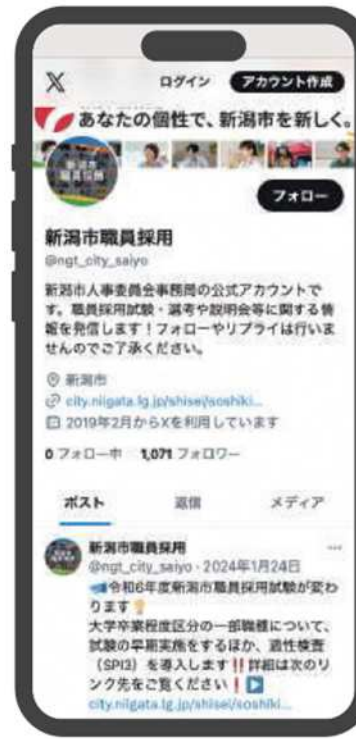 ログイン
アカウント作成
あなたの個性で、新潟市を新しく。
新潟市
職員採用
フォロー
新潟市職員採用
@ngt_city_saiyo
新潟市人事委員会事務局の公式アカウントで
す。職員採用試験・選考や説明会等に関する情
報を発信します！フォローやリプライは行いま
せんのでご了承ください。
新潟市
city.niigata.lg.jp/shisei/soshiki...
2019年2月からXを利用しています
0 フォロー中 1,071 フォロワー
ポスト 返信 メディア
新潟市職員採用
@ngt_city_saiyo・2024年1月24日
令和6年度新潟市職員採用試験が変わ
ります
大学卒業程度区分の一部職種について、
試験の早期実施をするほか、適性検査
（SPI3）を導入します‼詳細は次のリ
ンク先をご覧ください❗▶
city.niigata.lg.jp/shisei/soshiki...